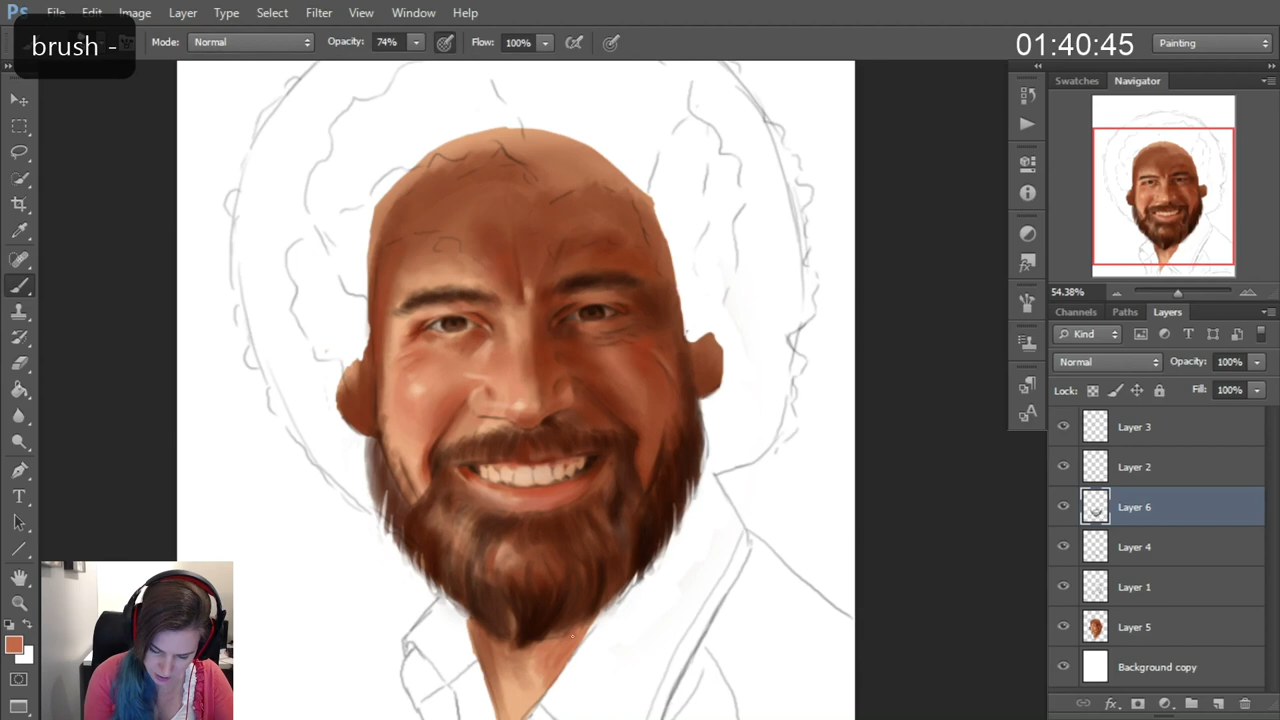 Ps File Edit Image Layer Type Select Filter View Window Help
brush -
Mode: Normal Opacity: 74% Flow: 100%
01:40:45
Painting
Swatches Navigator
54.38%
Channels Paths Layers
Kind
Normal Opacity: 100%
Lock: Fill: 100%
Layer 3
Layer 2
Layer 6
Layer 4
Layer 1
Layer 5
Background copy